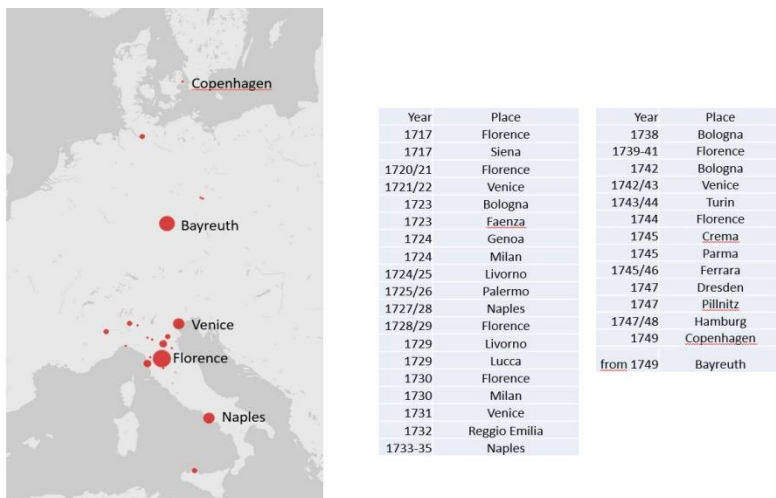 Copenhagen
Bayreuth
Venice
Florence
Naples
Year Place
1717 Florence
1717 Siena
1720/21 Florence
1721/22 Venice
1723 Bologna
1723 Faenza
1724 Genoa
1724 Milan
1724/25 Livorno
1725/26 Palermo
1727/28 Naples
1728/29 Florence
1729 Livorno
1729 Lucca
1730 Florence
1730 Milan
1731 Venice
1732 Reggio Emilia
1733-35 Naples
Year Place
1738 Bologna
1739-41 Florence
1742 Bologna
1742/43 Venice
1743/44 Turin
1744 Florence
1745 Crema
1745 Parma
1745/46 Ferrara
1747 Dresden
1747 Pillnitz
1747/48 Hamburg
1749 Copenhagen
from 1749 Bayreuth